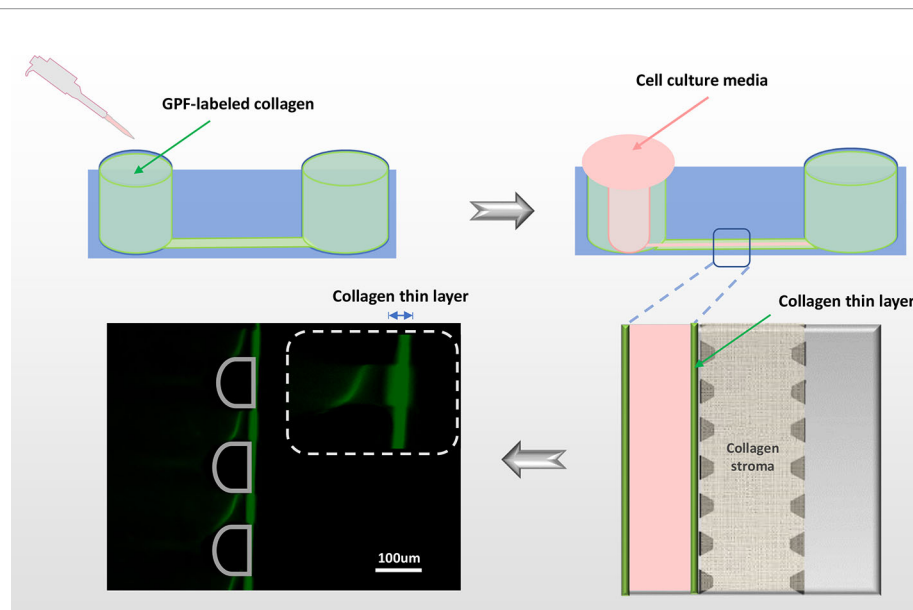 GPF-labeled collagen
Cell culture media
Collagen thin layer
Collagen thin layer
Collagen
stroma
100um